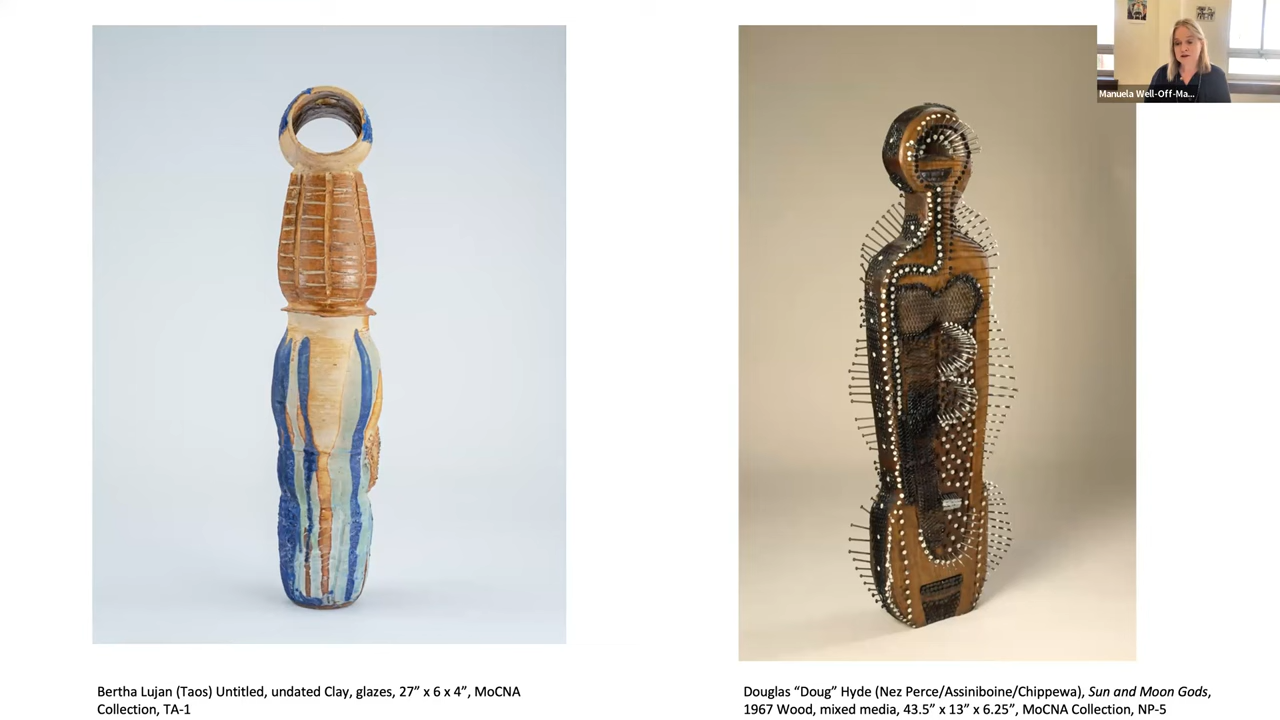 Manuela Well-Off-Ma...
Bertha Lujan (Taos) Untitled, undated Clay, glazes, 27” x 6 x 4”, MoCNA
Collection, TA-1
Douglas “Doug” Hyde (Nez Perce/Assiniboine/Chippewa), Sun and Moon Gods,
1967 Wood, mixed media, 43.5” x 13” x 6.25”, MoCNA Collection, NP-5